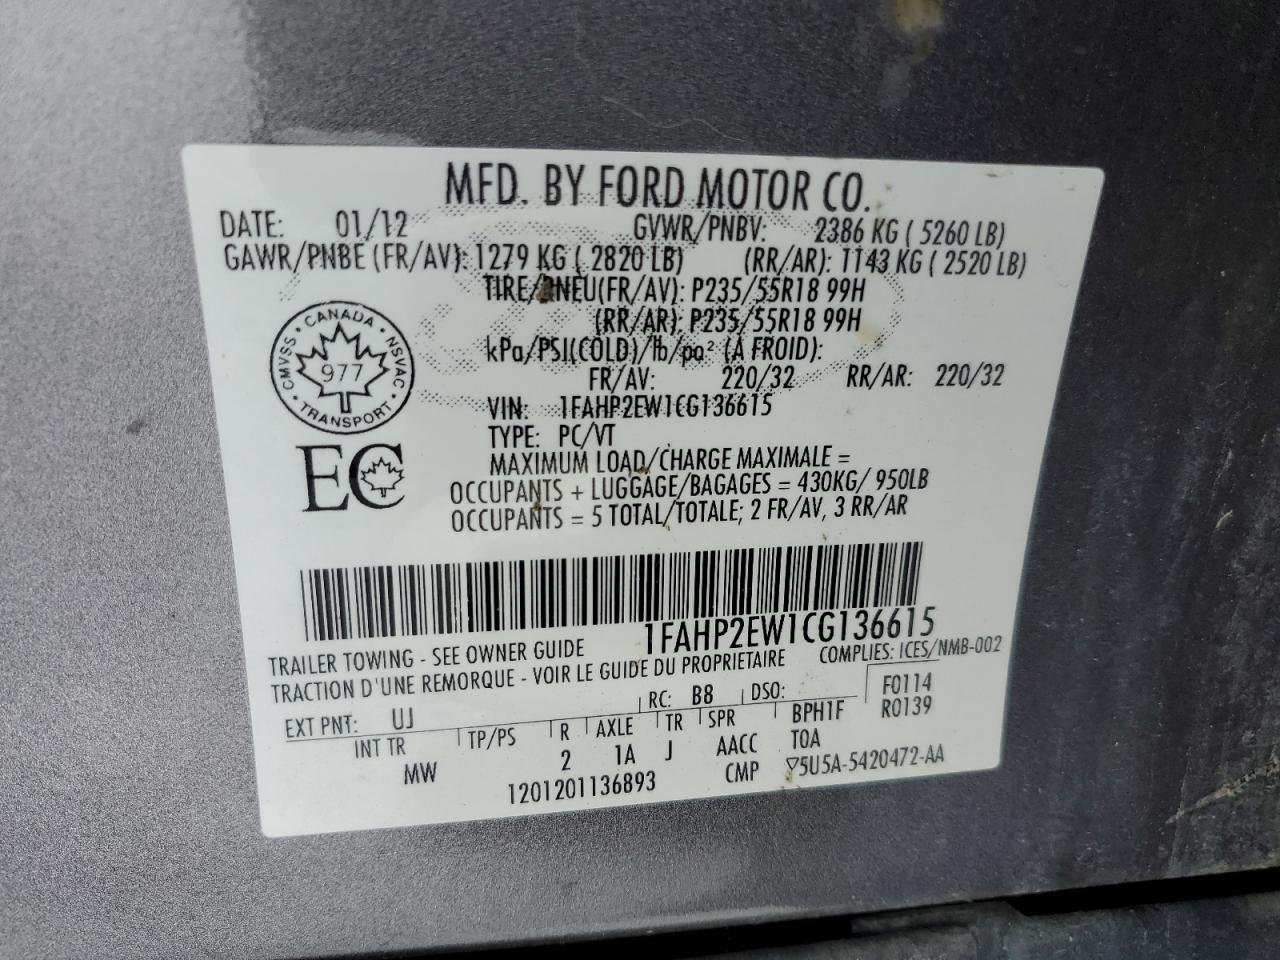 MFD. BY FORD MOTOR CO.
DATE: 01/12 GVWR/PNBV: 2386 KG ( 5260 LB)
GAWR/PNBE (FR/AV): 1279 KG ( 2820 LB) (RR/AR): 1143 KG ( 2520 LB)
TIRE/PNEU(FR/AV): P235/55R18 99H
(RR/AR): P235/55R18 99H
kPa/PSI(COLD)/lb/po² (À FROID):
FR/AV: 220/32 RR/AR: 220/32
CANADA
CMVSS 977 NSVAC
TRANSPORT
VIN: 1FAHP2EW1CG136615
TYPE: PC/VT
EC
MAXIMUM LOAD/CHARGE MAXIMALE =
OCCUPANTS + LUGGAGE/BAGAGES = 430KG/ 950LB
OCCUPANTS = 5 TOTAL/TOTALE; 2 FR/AV, 3 RR/AR
1FAHP2EW1CG136615
TRAILER TOWING - SEE OWNER GUIDE COMPLIES: ICES/NMB-002
TRACTION D'UNE REMORQUE - VOIR LE GUIDE DU PROPRIETAIRE
EXT PNT: UJ RC: B8 DSO: F0114
INT TR TP/PS R AXLE TR SPR BPH1F R0139
MW 2 1A J AACC TOA
1201201136893 CMP ▽5U5A-5420472-AA